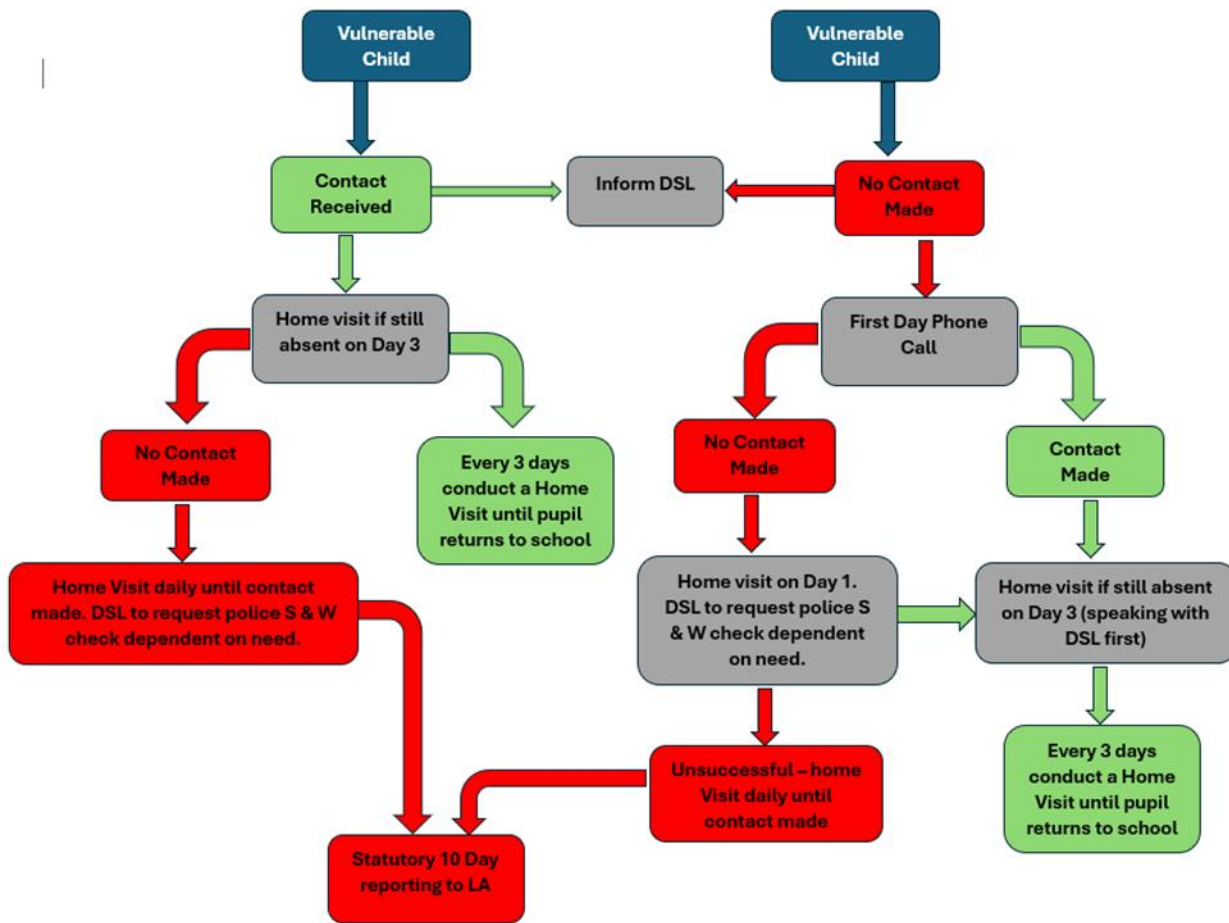 Vulnerable
Child
Vulnerable
Child
Contact
Received
Inform DSL
No Contact
Made
Home visit if still
absent on Day 3
First Day Phone
Call
No Contact
Made
Every 3 days
conduct a Home
Visit until pupil
returns to school
No Contact
Made
Contact
Made
Home Visit daily until contact
made. DSL to request police S & W
check dependent on need.
Home visit on Day 1.
DSL to request police S
& W check dependent
on need.
Home visit if still absent
on Day 3 (speaking with
DSL first)
Unsuccessful – home
Visit daily until
contact made
Every 3 days
conduct a Home
Visit until pupil
returns to school
Statutory 10 Day
reporting to LA